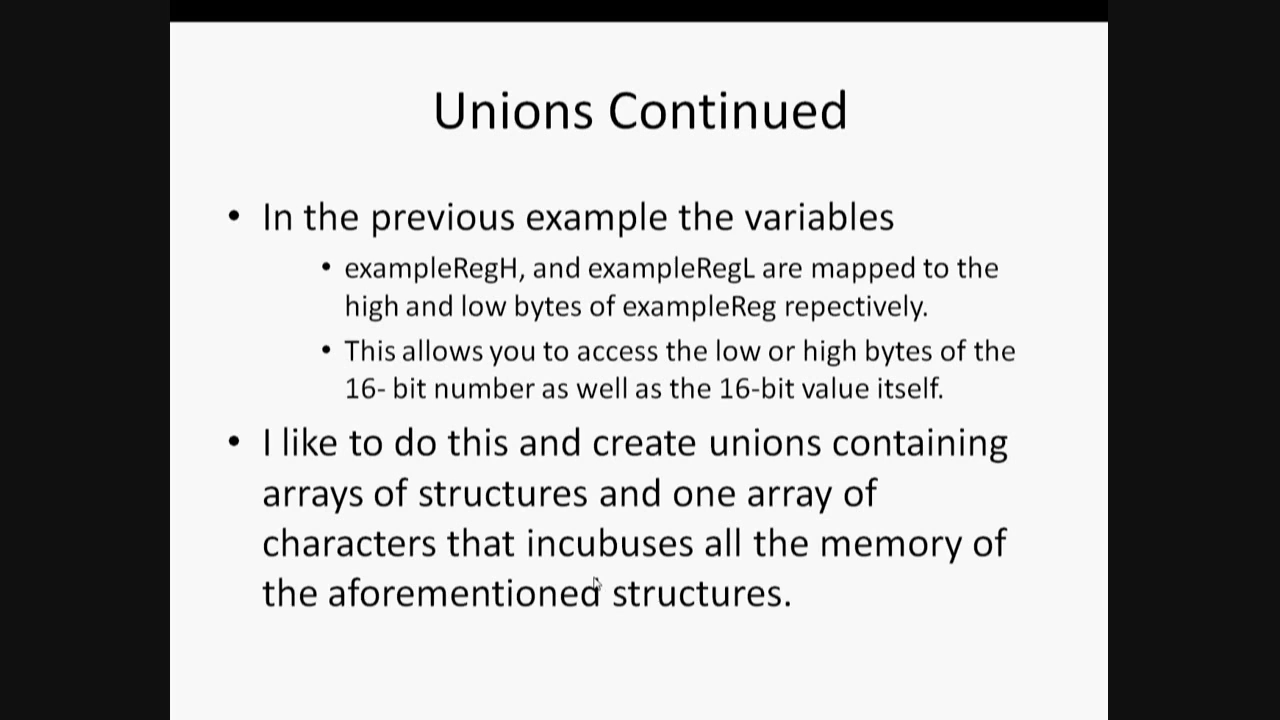 Unions Continued
• In the previous example the variables
• exampleRegH, and exampleRegL are mapped to the
high and low bytes of exampleReg repectively.
• This allows you to access the low or high bytes of the
16- bit number as well as the 16-bit value itself.
• I like to do this and create unions containing
arrays of structures and one array of
characters that incubuses all the memory of
the aforementioned structures.